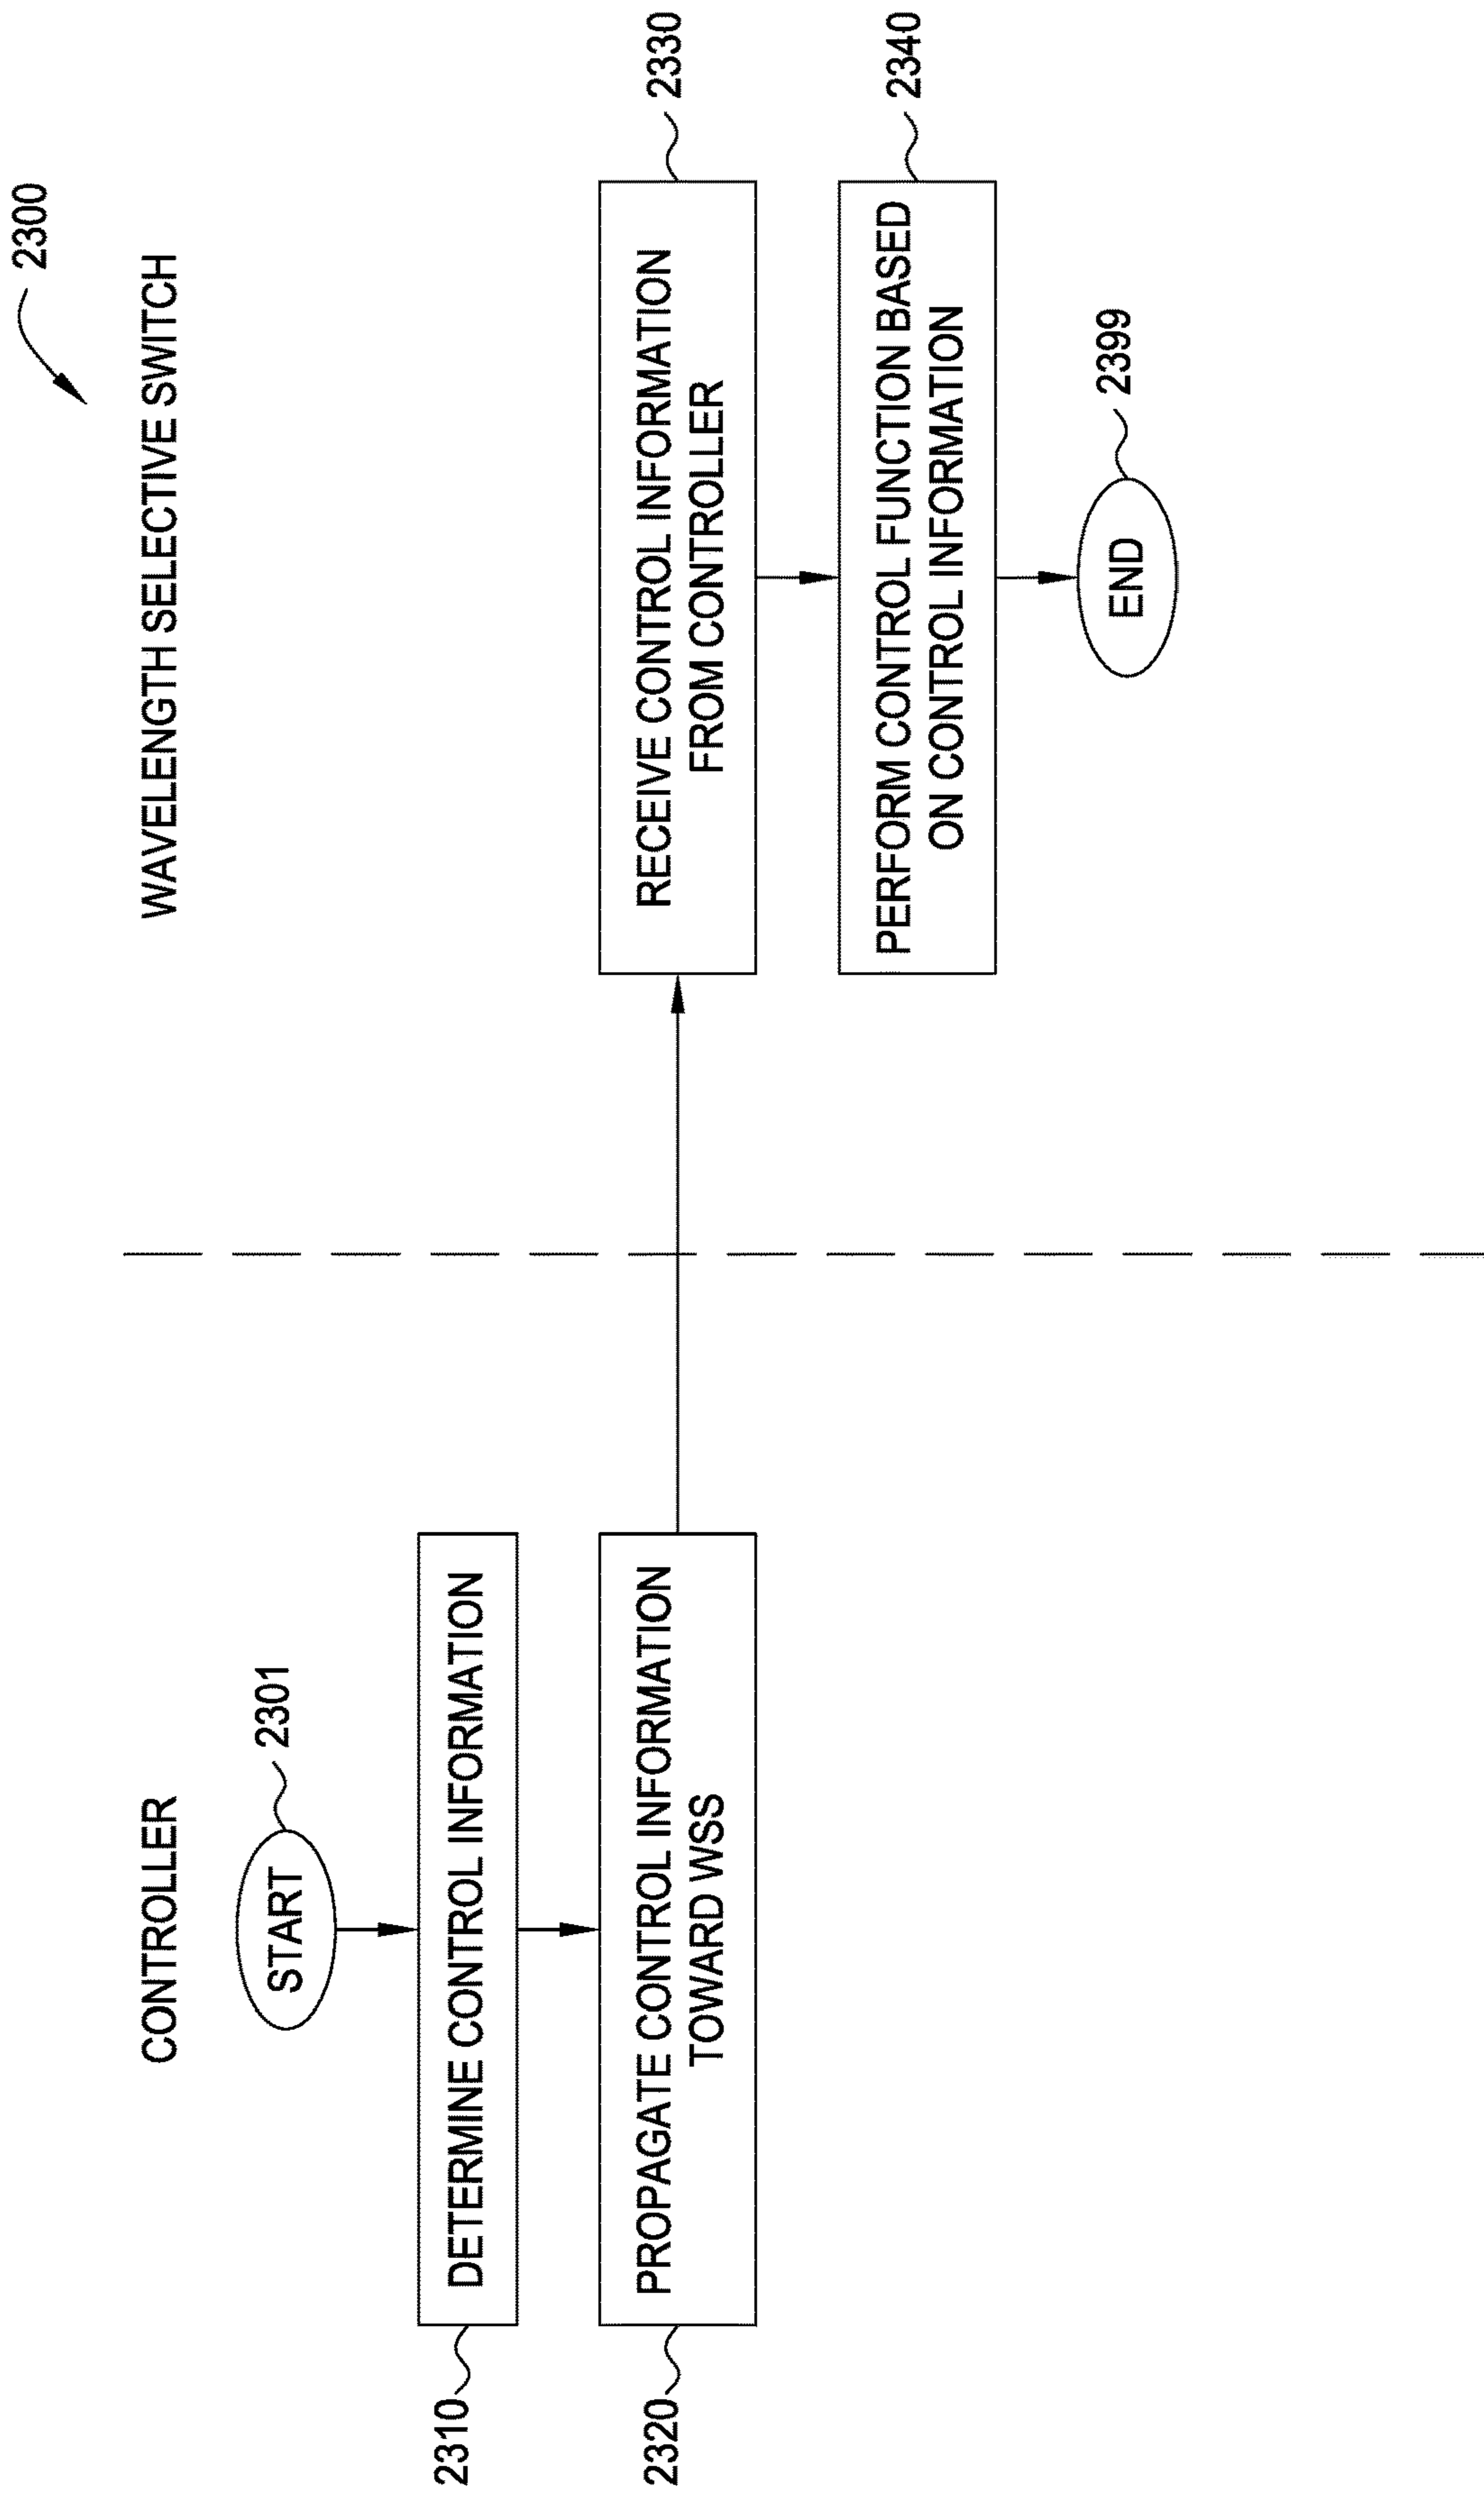 2300
CONTROLLER
WAVELENGTH SELECTIVE SWITCH
START
2301
2310
DETERMINE CONTROL INFORMATION
2320
PROPAGATE CONTROL INFORMATION
TOWARD WSS
RECEIVE CONTROL INFORMATION
FROM CONTROLLER
2330
PERFORM CONTROL FUNCTION BASED
ON CONTROL INFORMATION
2340
END
2399